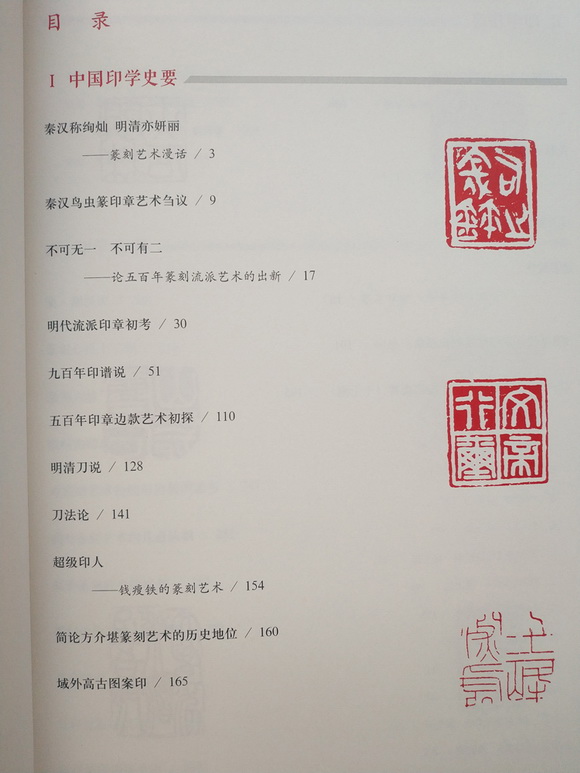 目 录
I 中国印学史要
秦汉称绚灿 明清亦妍丽
——篆刻艺术漫话 / 3
秦汉鸟虫篆印章艺术刍议 / 9
不可无一 不可有二
——论五百年篆刻流派艺术的出新 / 17
明代流派印章初考 / 30
九百年印谱说 / 51
五百年印章边款艺术初探 / 110
明清刀说 / 128
刀法论 / 141
超级印人
——钱瘦铁的篆刻艺术 / 154
简论方介堪篆刻艺术的历史地位 / 160
域外高古图案印 / 165
文帝行玺